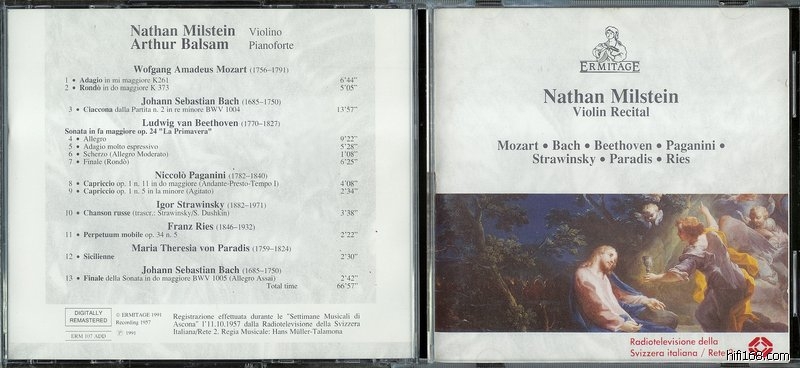 Nathan Milstein Violino
Arthur Balsam Pianoforte
Wofgang Amadeus Mozart (1756–1791)
1 • Adagio in mi maggiore K261 6'44"
2 • Rondò in do maggiore K 373 5'05"
Johann Sebastian Bach (1685-1750)
3 • Ciaccona dalla Partita n. 2 in re minore BWV 1004 13'57"
Ludwig van Beethoven (1770–1827)
Sonata in fa maggiore op. 24 "La Primavera"
4 • Allegro 9'22"
5 • Adagio molto espressivo 5'28"
6 • Scherzo (Allegro Moderato) 1'08"
7 • Finale (Rondò) 6'25"
Niccolò Paganini (1782–1840)
8 • Capriccio op. 1 n. 11 in do maggiore (Andante-Presto-Tempo I) 4'08"
9 • Capriccio op. 1 n. 5 in la minore (Agitato) 2'34"
Igor Strawinsky (1882–1971)
10 • Chanson russe (trascr.: Strawinsky/S. Dushkin) 3'38"
Franz Ries (1846–1932)
11 • Perpetuum mobile op. 34 n. 5 2'22"
Maria Theresia von Paradis (1759–1824)
12 • Sicilienne 2'30"
Johann Sebastian Bach (1685–1750)
13 • Finale della Sonata in do maggiore BWV 1005 (Allegro Assai) 2'42"
Total time 66'57"
DIGITALLY
REMASTERED
ERM 107 ADD
© ERMITAGE 1991
Recording 1957
℗ 1991
Registrazione effettuata durante le "Settimane Musicali di
Ascona" l'11.10.1957 dalla Radiotelevisione della Svizzera
Italiana/Rete 2. Regia Musicale: Hans Müller-Talamona
ERMITAGE
Nathan Milstein
Violin Recital
Mozart • Bach • Beethoven • Paganini •
Strawinsky • Paradis • Ries
Radiotelevisione della
Svizzera italiana / Rete 2
hifi168.com